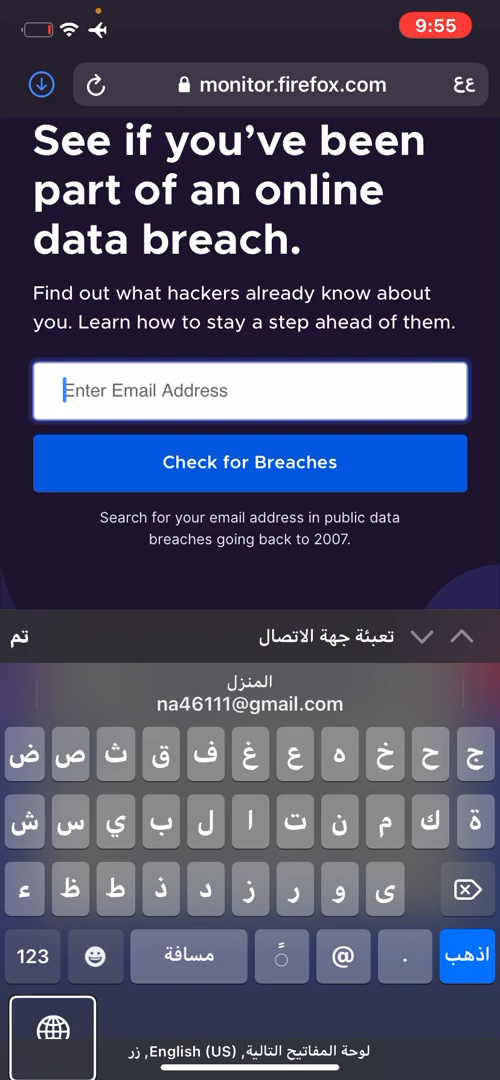 9:55
monitor.firefox.com
عع
See if you’ve been
part of an online
data breach.
Find out what hackers already know about
you. Learn how to stay a step ahead of them.
Enter Email Address
Check for Breaches
Search for your email address in public data
breaches going back to 2007.
تعبئة جهة الاتصال
تم
المنزل
na46111@gmail.com
ض ص ث ق ف غ ع ه خ ح ج
ش س ي ب ل ا ت ن م ك ة
ء ظ ط ذ د ز ر و ى
123 مسافة ً @ . اذهب
لوحة المفاتيح التالية, English (US), زر